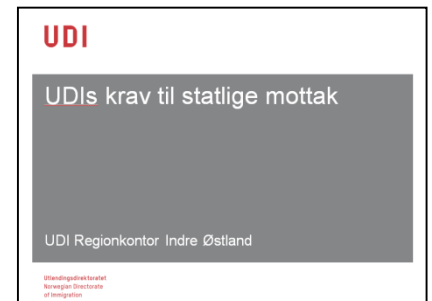 UDI
UDIs krav til statlige mottak
UDI Regionkontor Indre Østland
Utlendingsdirektoratet
Norwegian Directorate
of Immigration